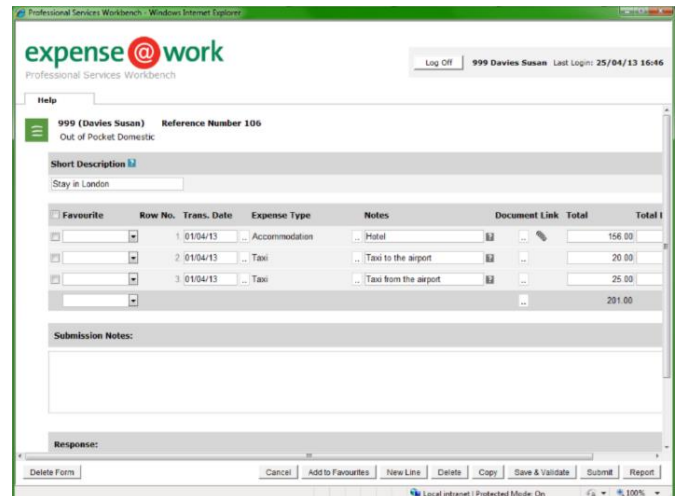 Professional Services Workbench - Windows Internet Explorer
expense@work
Professional Services Workbench
Log Off 999 Davies Susan Last Login: 25/04/13 16:46
Help
999 (Davies Susan) Reference Number 106
Out of Pocket Domestic
Short Description ?
Stay in London
Favourite Row No. Trans. Date Expense Type Notes Document Link Total Total
1 01/04/13 .. Accommodation .. Hotel ? .. 156.00
2 01/04/13 .. Taxi .. Taxi to the airport ? .. 20.00
3 01/04/13 .. Taxi .. Taxi from the airport ? .. 25.00
.. 201.00
Submission Notes:
Response:
Delete Form Cancel Add to Favourites New Line Delete Copy Save & Validate Submit Report
Local intranet | Protected Mode: On 100%